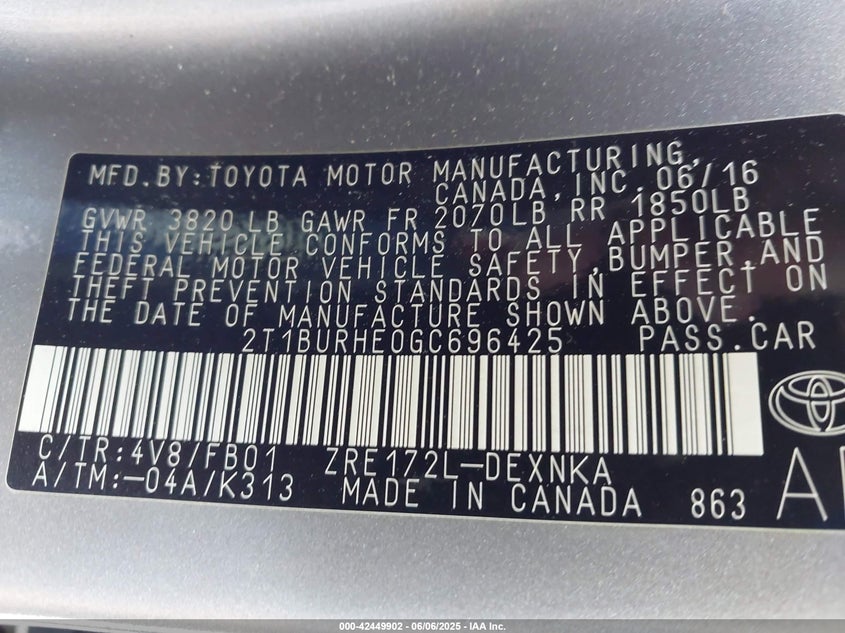 MFD.BY:TOYOTA MOTOR MANUFACTURING,
CANADA,INC.06/16
GVWR 3820 LB GAWR FR 2070LB RR 1850LB
THIS VEHICLE CONFORMS TO ALL APPLICABLE
FEDERAL MOTOR VEHICLE SAFETY,BUMPER,AND
THEFT PREVENTION STANDARDS IN EFFECT ON
THE DATE OF MANUFACTURE SHOWN ABOVE.
2T1BURHE0GC696425 PASS.CAR
C/TR:4V8/FB01 ZRE172L-DEXNKA
A/TM:-04A/K313 MADE IN CANADA 863
000-42449902 - 06/06/2025 - IAA Inc.